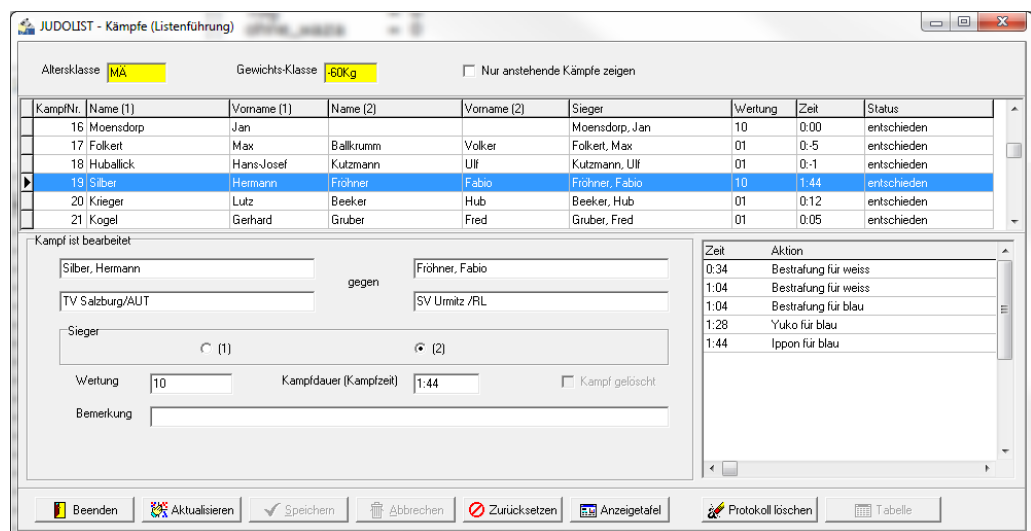 JUDOLIST - Kämpfe (Listenführung)
Altersklasse MÄ Gewichts-Klasse -60Kg Nur anstehende Kämpfe zeigen
KampfNr. Name (1) Vorname (1) Name (2) Vorname (2) Sieger Wertung Zeit Status
16 Moensdorp Jan Moensdorp, Jan 10 0:00 entschieden
17 Folkert Max Ballkrumm Volker Folkert, Max 01 0:-5 entschieden
18 Huballick Hans-Josef Kutzmann Ulf Kutzmann, Ulf 01 0:-1 entschieden
19 Silber Hermann Fröhner Fabio Fröhner, Fabio 10 1:44 entschieden
20 Krieger Lutz Beeker Hub Beeker, Hub 01 0:12 entschieden
21 Kogel Gerhard Gruber Fred Gruber, Fred 01 0:05 entschieden
Kampf ist bearbeitet
Silber, Hermann gegen Fröhner, Fabio
TV Salzburg/AUT SV Urmitz /RL
Sieger
(1) (2)
Wertung 10 Kampfdauer (Kampfzeit) 1:44 Kampf gelöscht
Bemerkung
Zeit Aktion
0:34 Bestrafung für weiss
1:04 Bestrafung für weiss
1:04 Bestrafung für blau
1:28 Yuko für blau
1:44 Ippon für blau
Beenden Aktualisieren Speichern Abbrechen Zurücksetzen Anzeigetafel Protokoll löschen Tabelle